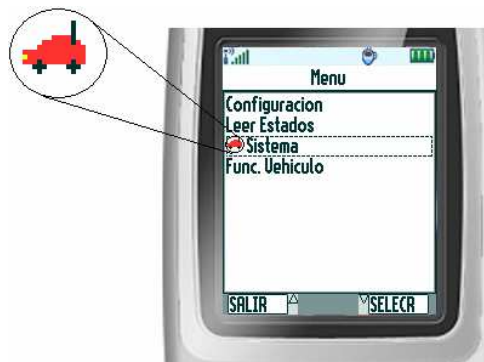 Menu
Configuracion
Leer Estados
Sistema
Func. Vehiculo
SALIR SELECR